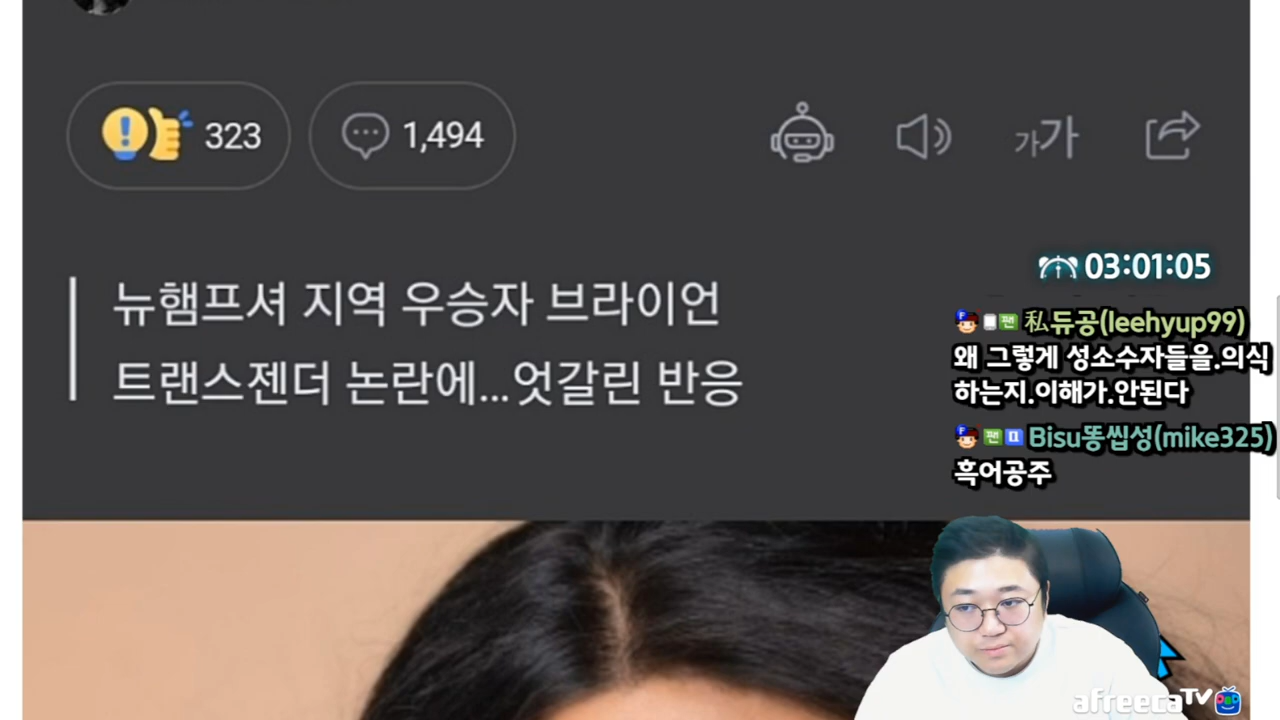 323
1,494
가가
뉴햄프셔 지역 우승자 브라이언
트랜스젠더 논란에...엇갈린 반응
03:01:05
私듀공(leehyup99)
왜 그렇게 성소수자들을.의식
하는지.이해가.안된다
Bisu똥씹성(mike325)
흑어공주
afreecaTV